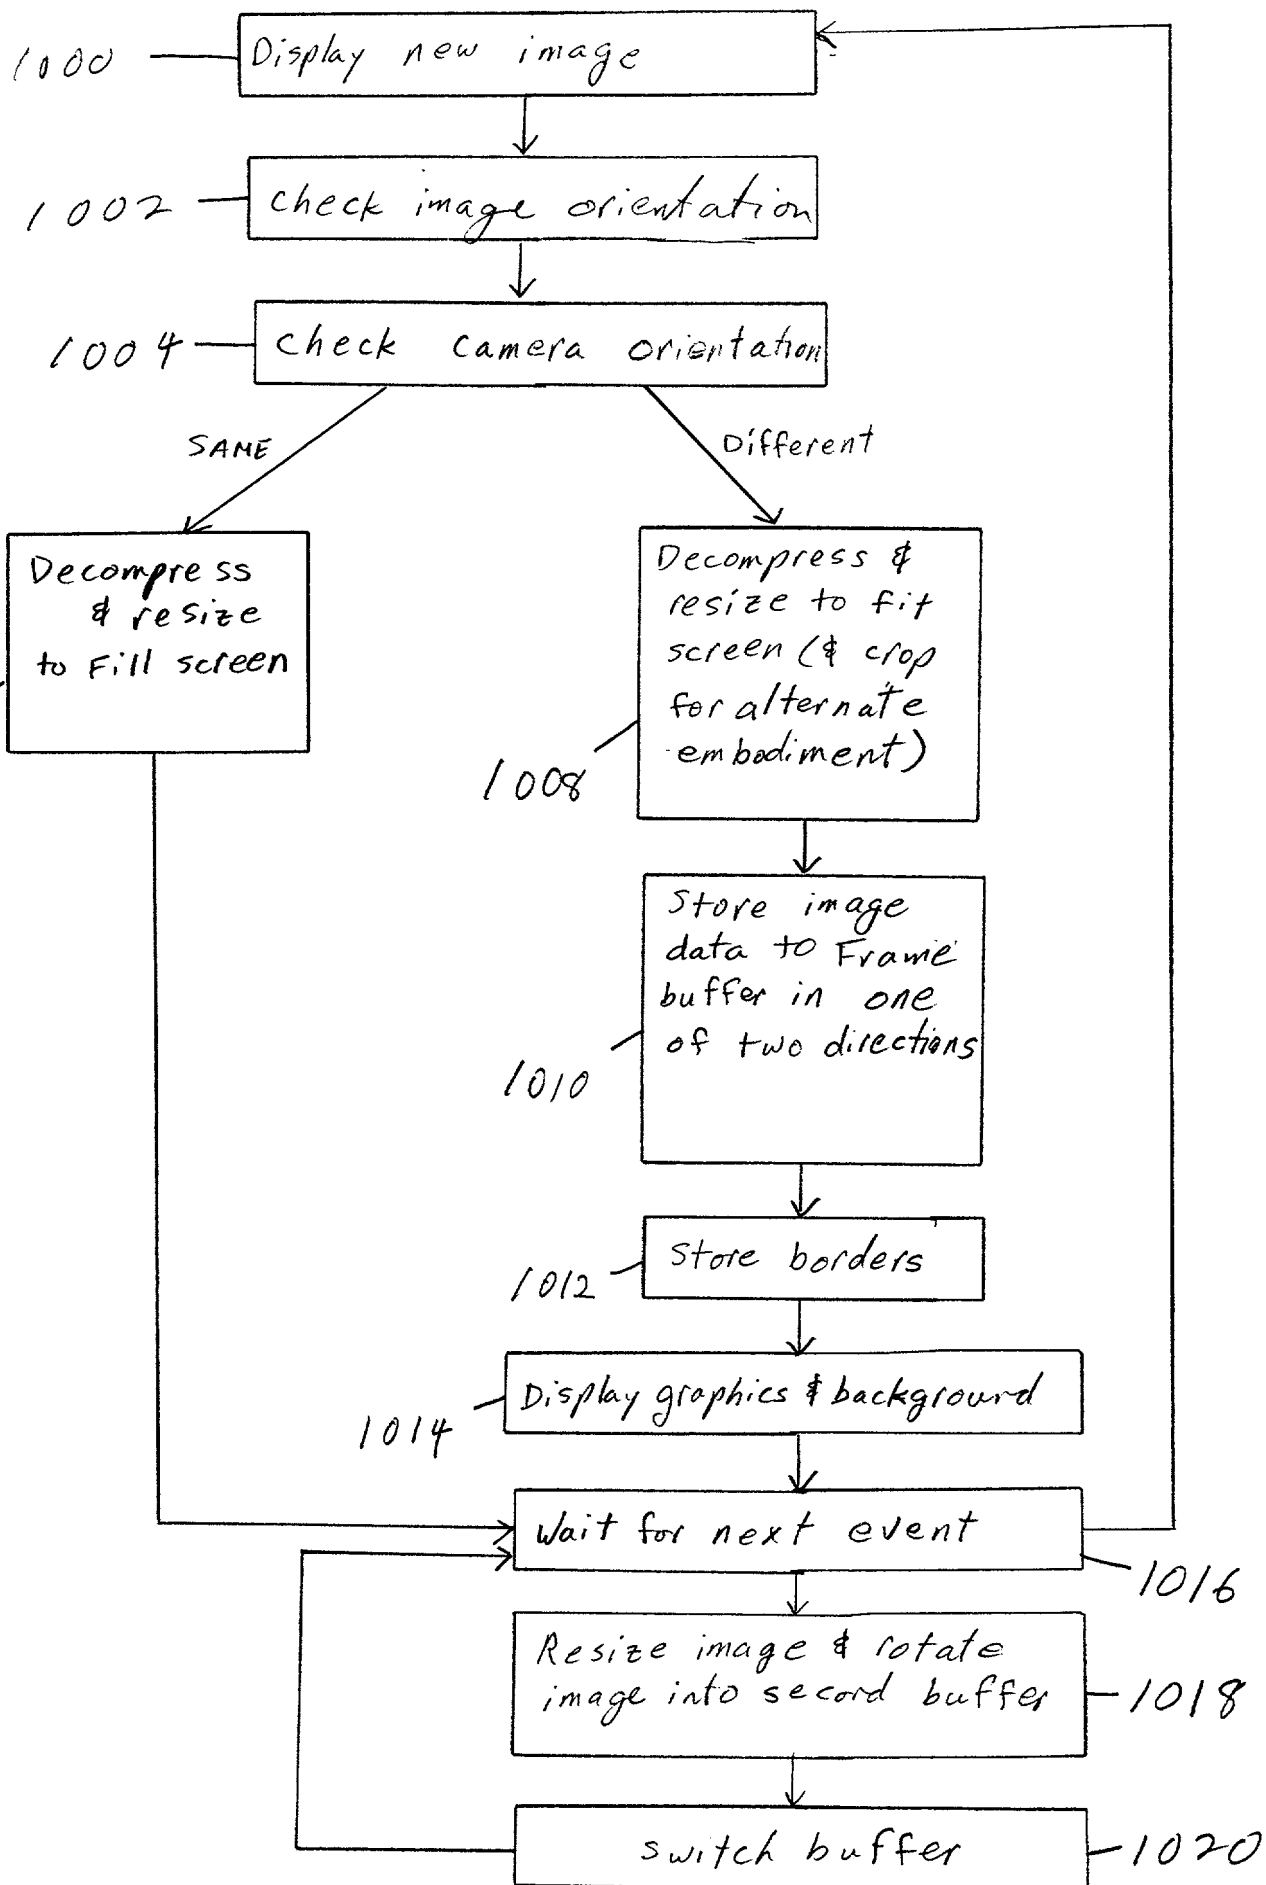 1000
Display new image
1002
check image orientation
1004
check camera orientation
SAME
Different
Decompress
& resize
to Fill screen
Decompress &
resize to fit
screen (& crop
for alternate
embodiment)
1008
Store image
data to Frame
buffer in one
of two directions
1010
Store borders
1012
Display graphics & background
1014
Wait for next event
1016
Resize image & rotate
image into second buffer
1018
switch buffer
1020